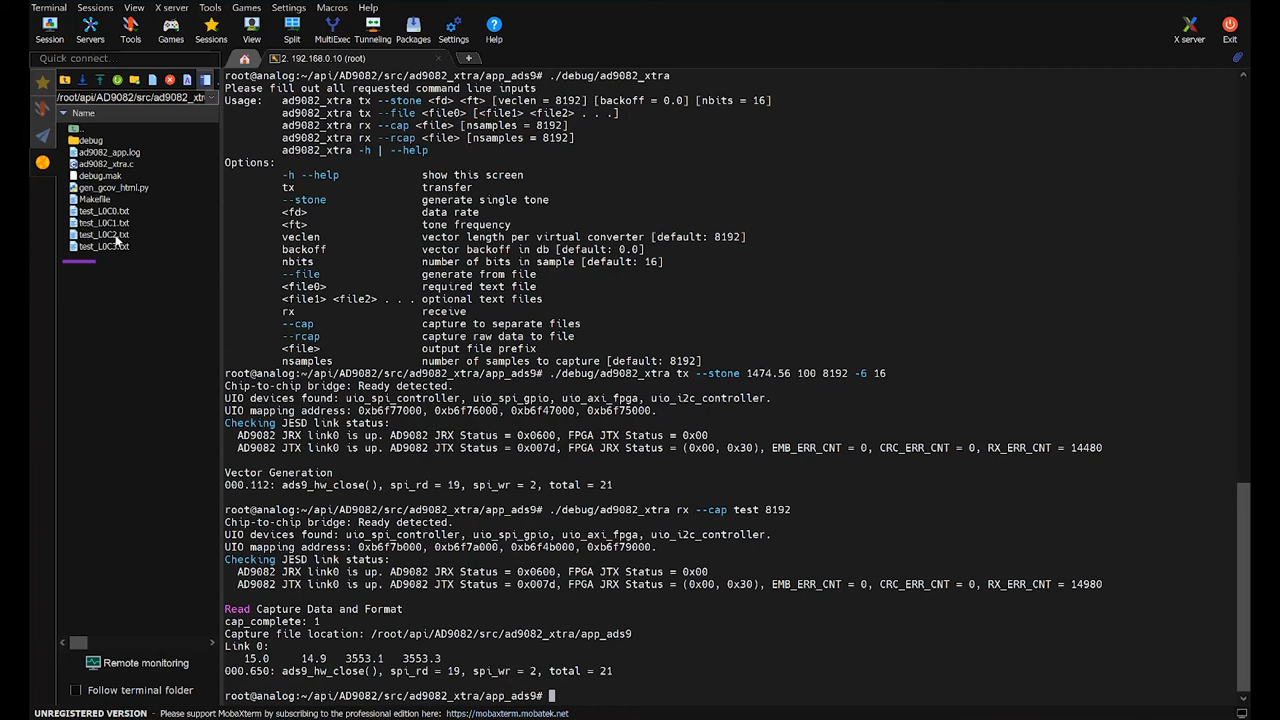 Terminal Sessions View X server Tools Games Settings Macros Help
Session Servers Tools Games Sessions View Split MultiExec Tunneling Packages Settings Help X server Exit
Quick connect...
2. 192.168.0.10 (root)
/root/api/AD9082/src/ad9082_xtra
Name
..
debug
ad9082_app.log
ad9082_xtra.c
debug.mak
gen_gcov_html.py
Makefile
test_L0C0.txt
test_L0C1.txt
test_L0C2.txt
test_L0C3.txt
Remote monitoring
Follow terminal folder
root@analog:~/api/AD9082/src/ad9082_xtra/app_ads9# ./debug/ad9082_xtra
Please fill out all requested command line inputs
Usage: ad9082_xtra tx --stone <fd> <ft> [veclen = 8192] [backoff = 0.0] [nbits = 16]
ad9082_xtra tx --file <file0> [<file1> <file2> . . .]
ad9082_xtra rx --cap <file> [nsamples = 8192]
ad9082_xtra rx --rcap <file> [nsamples = 8192]
ad9082_xtra -h | --help
Options:
-h --help show this screen
tx transfer
--stone generate single tone
<fd> data rate
<ft> tone frequency
veclen vector length per virtual converter [default: 8192]
backoff vector backoff in db [default: 0.0]
nbits number of bits in sample [default: 16]
--file generate from file
<file0> required text file
<file1> <file2> . . . optional text files
rx receive
--cap capture to separate files
--rcap capture raw data to file
<file> output file prefix
nsamples number of samples to capture [default: 8192]
root@analog:~/api/AD9082/src/ad9082_xtra/app_ads9# ./debug/ad9082_xtra tx --stone 1474.56 100 8192 -6 16
Chip-to-chip bridge: Ready detected.
UIO devices found: uio_spi_controller, uio_spi_gpio, uio_axi_fpga, uio_i2c_controller.
UIO mapping address: 0xb6f77000, 0xb6f76000, 0xb6f47000, 0xb6f75000.
Checking JESD link status:
AD9082 JRX link0 is up. AD9082 JRX Status = 0x0600, FPGA JTX Status = 0x00
AD9082 JTX link0 is up. AD9082 JTX Status = 0x007d, FPGA JRX Status = (0x00, 0x30), EMB_ERR_CNT = 0, CRC_ERR_CNT = 0, RX_ERR_CNT = 14480
Vector Generation
000.112: ads9_hw_close(), spi_rd = 19, spi_wr = 2, total = 21
root@analog:~/api/AD9082/src/ad9082_xtra/app_ads9# ./debug/ad9082_xtra rx --cap test 8192
Chip-to-chip bridge: Ready detected.
UIO devices found: uio_spi_controller, uio_spi_gpio, uio_axi_fpga, uio_i2c_controller.
UIO mapping address: 0xb6f7b000, 0xb6f7a000, 0xb6f4b000, 0xb6f79000.
Checking JESD link status:
AD9082 JRX link0 is up. AD9082 JRX Status = 0x0600, FPGA JTX Status = 0x00
AD9082 JTX link0 is up. AD9082 JTX Status = 0x007d, FPGA JRX Status = (0x00, 0x30), EMB_ERR_CNT = 0, CRC_ERR_CNT = 0, RX_ERR_CNT = 14980
Read Capture Data and Format
cap_complete: 1
Capture file location: /root/api/AD9082/src/ad9082_xtra/app_ads9
Link 0:
15.0 14.9 3553.1 3553.3
000.650: ads9_hw_close(), spi_rd = 19, spi_wr = 2, total = 21
root@analog:~/api/AD9082/src/ad9082_xtra/app_ads9#
UNREGISTERED VERSION - Please support MobaXterm by subscribing to the professional edition here: https://mobaxterm.mobatek.net